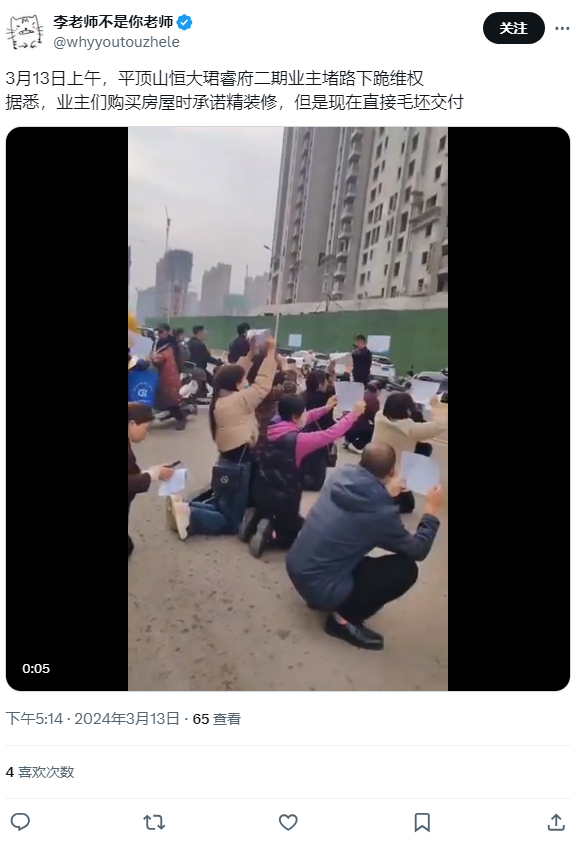 李老师不是你老师
@whyyoutouzhele
关注
3月13日上午，平顶山恒大珺睿府二期业主堵路下跪维权
据悉，业主们购买房屋时承诺精装修，但是现在直接毛坯交付
0:05
下午5:14 · 2024年3月13日 · 65 查看
4 喜欢次数